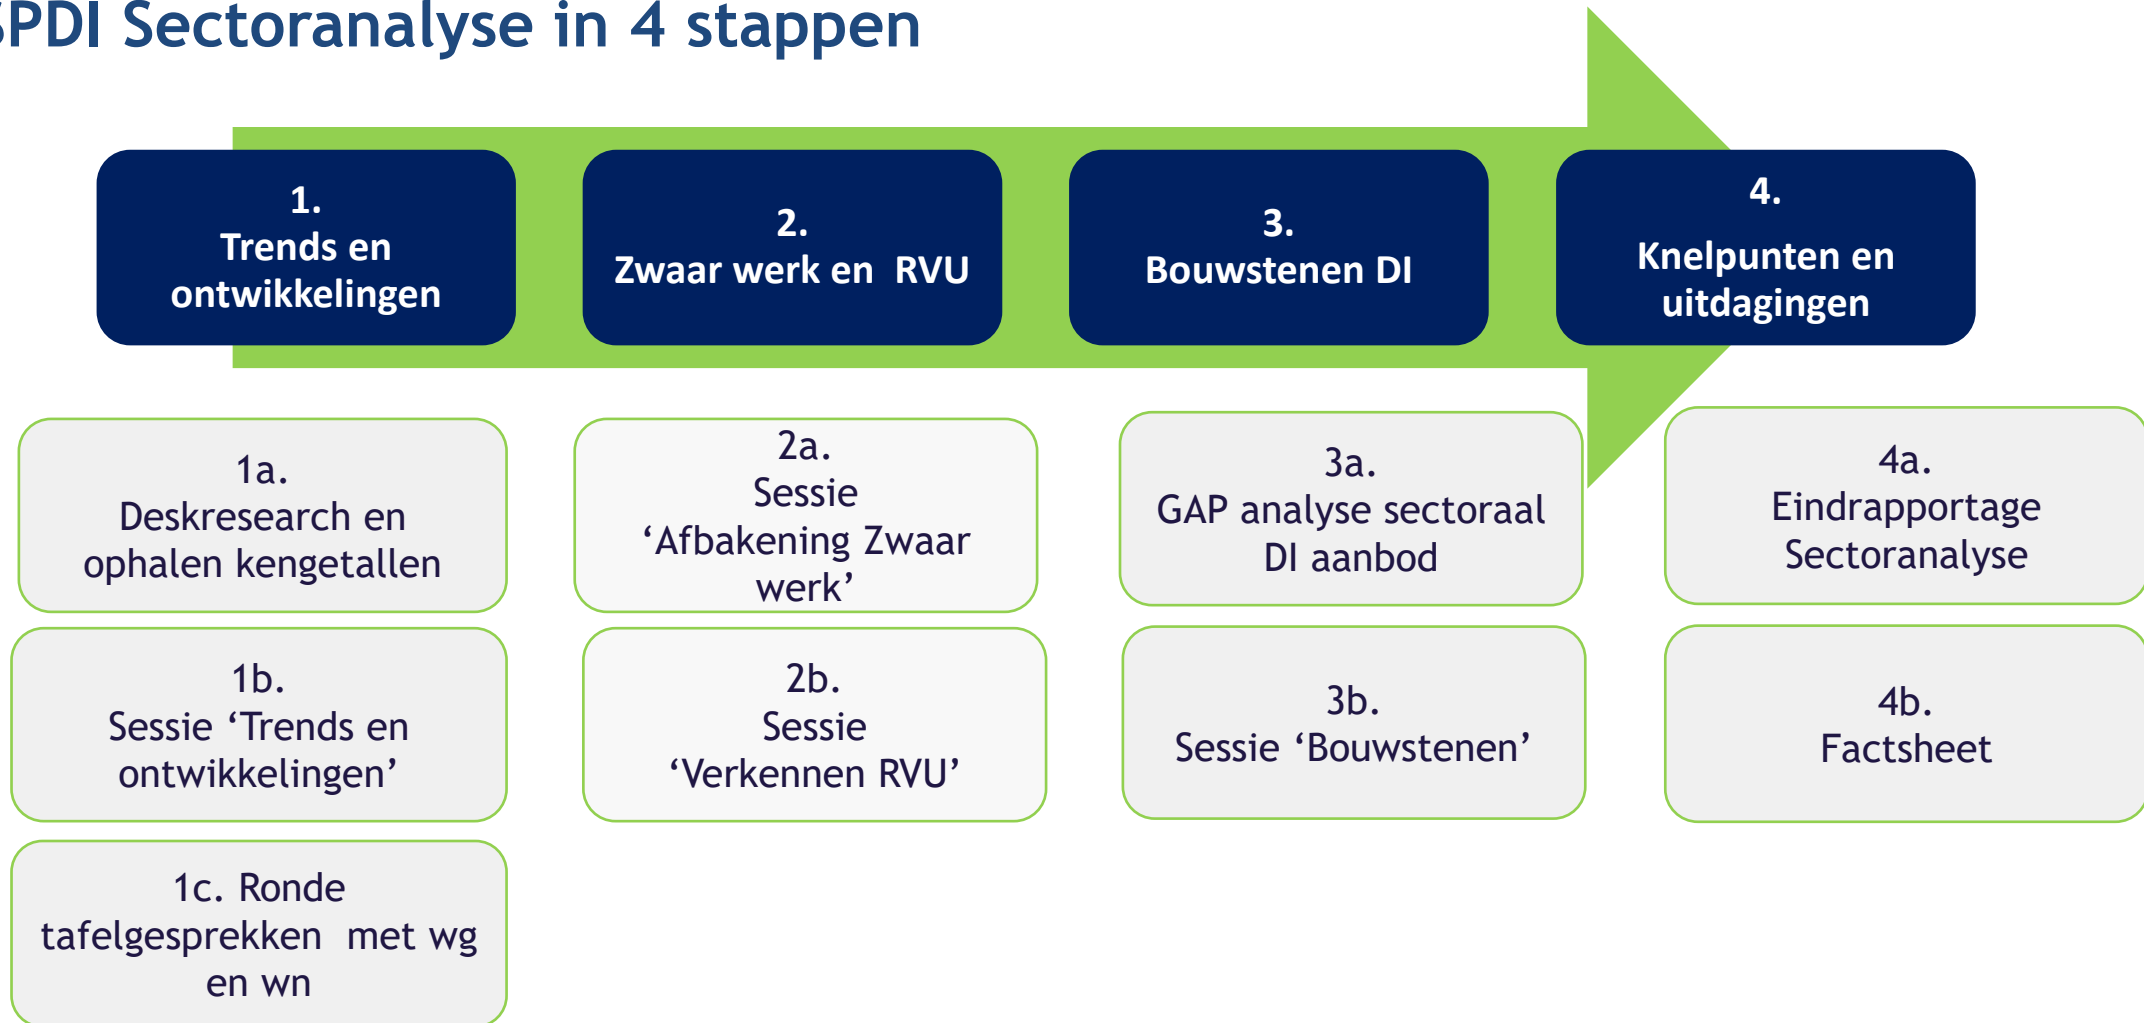 SPDI Sectoranalyse in 4 stappen
1.
Trends en
ontwikkelingen
2.
Zwaar werk en  RVU
3.
Bouwstenen DI
4.
Knelpunten en
uitdagingen
1a.
Deskresearch en
ophalen kengetallen
1b.
Sessie ‘Trends en
ontwikkelingen’
1c. Ronde
tafelgesprekken  met wg
en wn
2a.
Sessie
‘Afbakening Zwaar
werk’
2b.
Sessie
‘Verkennen RVU’
3a.
GAP analyse sectoraal
DI aanbod
3b.
Sessie ‘Bouwstenen’
4a.
Eindrapportage
Sectoranalyse
4b.
Factsheet